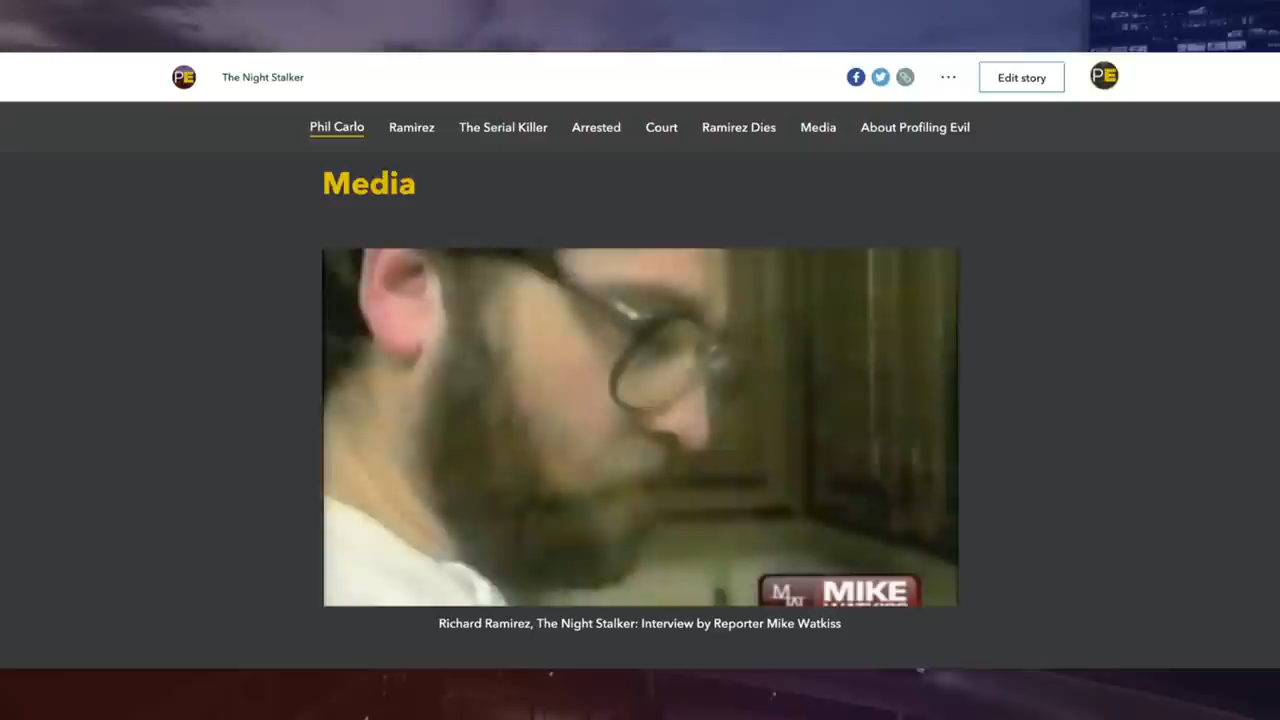 PE
The Night Stalker
Edit story
PE
Phil Carlo
Ramirez
The Serial Killer
Arrested
Court
Ramirez Dies
Media
About Profiling Evil
Media
MIKE
Richard Ramirez, The Night Stalker: Interview by Reporter Mike Watkiss